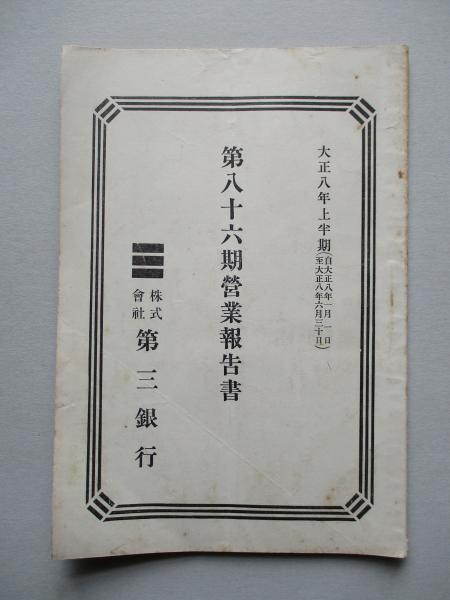 大正八年上半期(自大正八年一月一日
至大正八年六月三十日)
第八十六期營業報告書
株式
會社
第三銀行